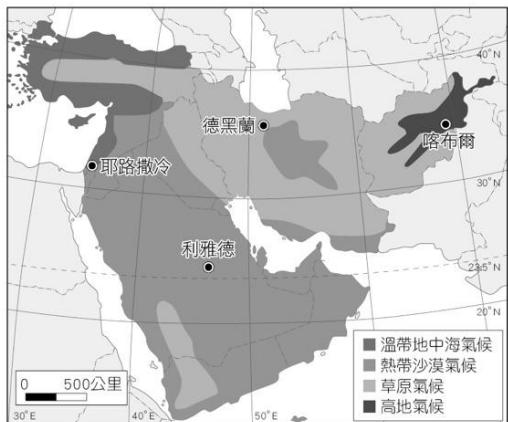 40°N
德黑蘭
喀布爾
耶路撒冷
30°N
利雅德
23.5°N
20°N
溫帶地中海氣候
熱帶沙漠氣候
草原氣候
高地氣候
0 500公里
30°E 40°E 50°E